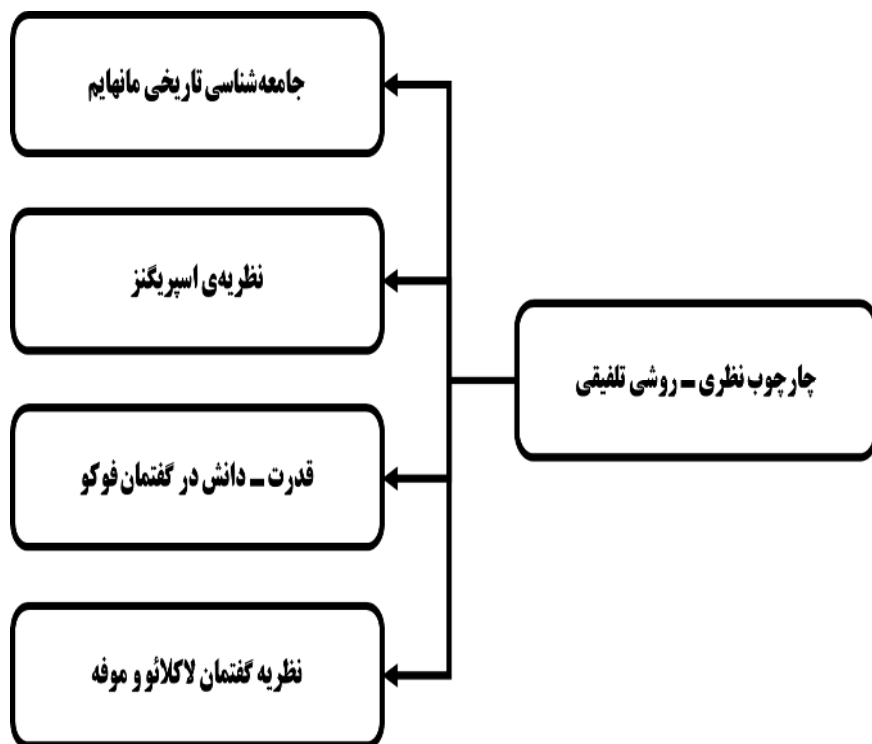 چارچوب نظری ـ روشی تلفیقی
جامعه‌شناسی تاریخی مانهایم
نظریه‌ی اسپریگنز
قدرت ـ دانش در گفتمان فوکو
نظریه گفتمان لاکلائو و موفه